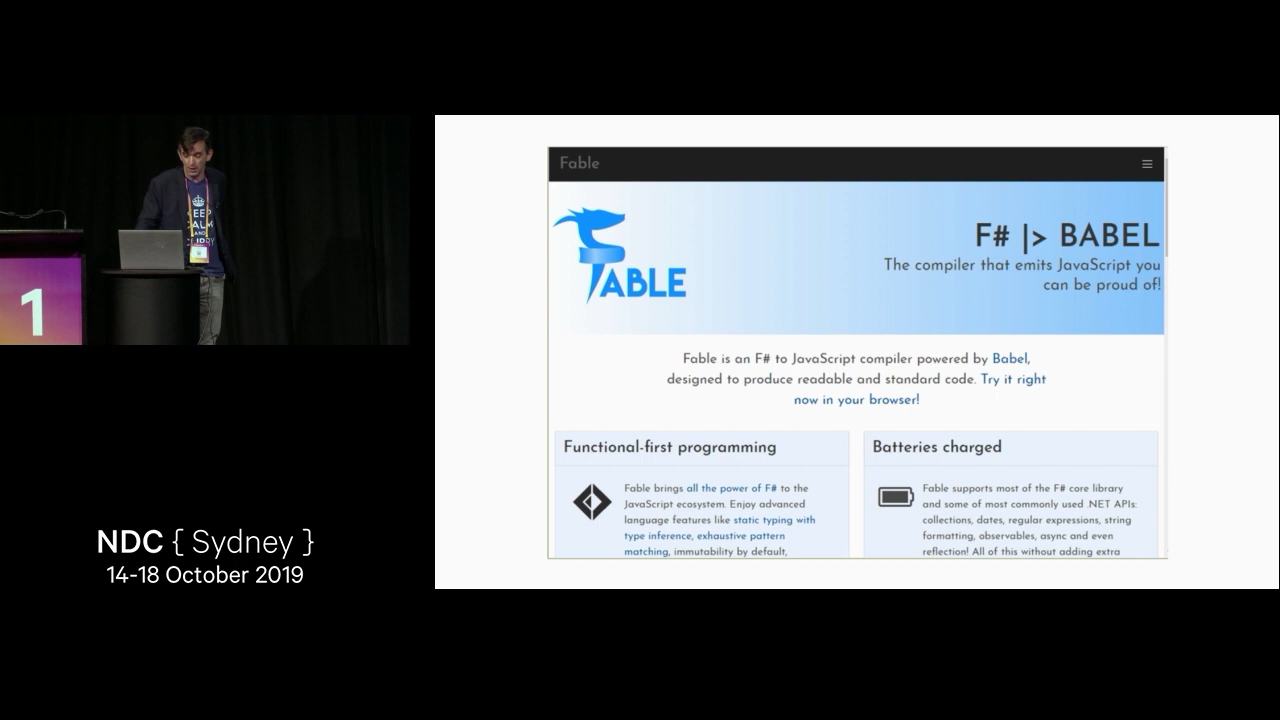 KEEP
CALM
AND
1
NDC { Sydney }
14-18 October 2019
Fable
FABLE
F# |> BABEL
The compiler that emits JavaScript you
can be proud of!
Fable is an F# to JavaScript compiler powered by Babel,
designed to produce readable and standard code. Try it right
now in your browser!
Functional-first programming
Fable brings all the power of F# to the
JavaScript ecosystem. Enjoy advanced
language features like static typing with
type inference, exhaustive pattern
matching, immutability by default,
Batteries charged
Fable supports most of the F# core library
and some of most commonly used .NET APIs:
collections, dates, regular expressions, string
formatting, observables, async and even
reflection! All of this without adding extra